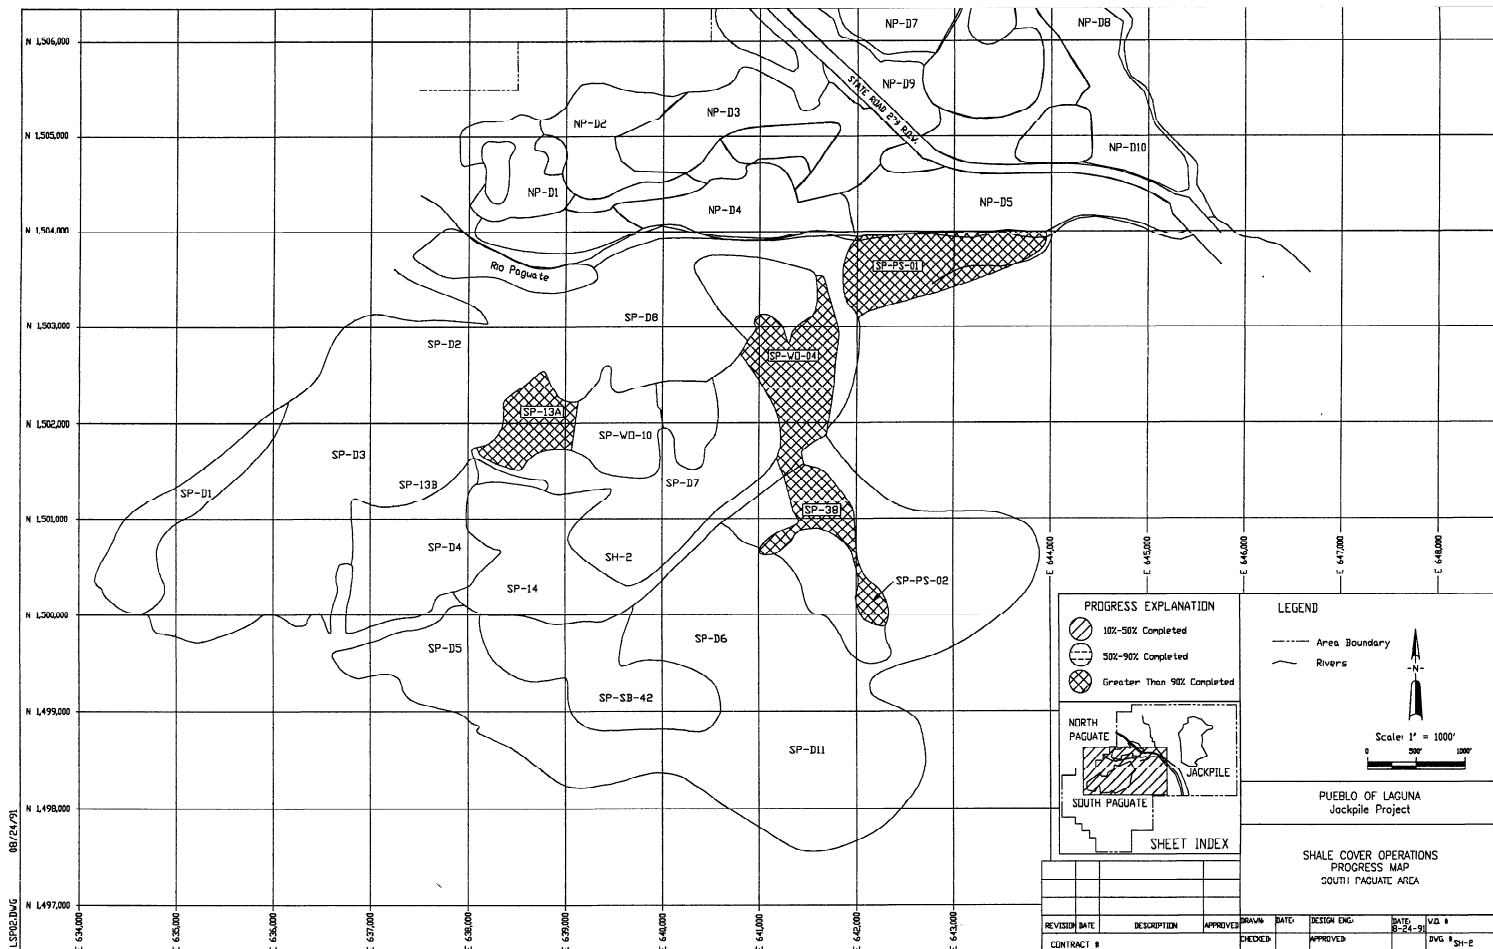 NP-D7
NP-D8
N 1,506,000
STATE ROAD 279 R.O.W.
NP-D9
NP-D3
NP-D2
N 1,505,000
NP-D10
NP-D1
NP-D4
NP-D5
N 1,504,000
Rio Paguate
SP-PS-01
SP-D8
N 1,503,000
SP-D2
SP-WD-04
SP-13A
N 1,502,000
SP-WD-10
SP-D3
SP-13B
SP-D7
SP-D1
SP-38
N 1,501,000
SP-D4
SH-2
SP-14
SP-PS-02
N 1,500,000
SP-D6
SP-D5
SP-SB-42
N 1,499,000
SP-D11
N 1,498,000
N 1,497,000
E 634,000
E 635,000
E 636,000
E 637,000
E 638,000
E 639,000
E 640,000
E 641,000
E 642,000
E 643,000
E 644,000
E 645,000
E 646,000
E 647,000
E 648,000
LSP02.DWG 08/24/91
PROGRESS EXPLANATION
10%-50% Completed
50%-90% Completed
Greater Than 90% Completed
LEGEND
Area Boundary
Rivers
-N-
Scale: 1" = 1000'
0 500' 1000'
NORTH
PAGUATE
JACKPILE
SOUTH PAGUATE
SHEET INDEX
PUEBLO OF LAGUNA
Jackpile Project
SHALE COVER OPERATIONS
PROGRESS MAP
SOUTH PAGUATE AREA
REVISION DATE DESCRIPTION APPROVED
CONTRACT #
DRAWN: DATE: DESIGN ENG: DATE: 8-24-91 W.O. #
CHECKED: APPROVED: DWG. # SH-2